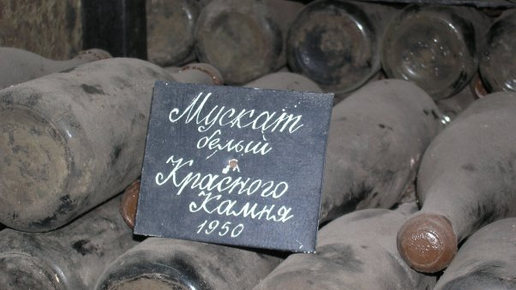 Мускат
белый
Красного
Камня
1950